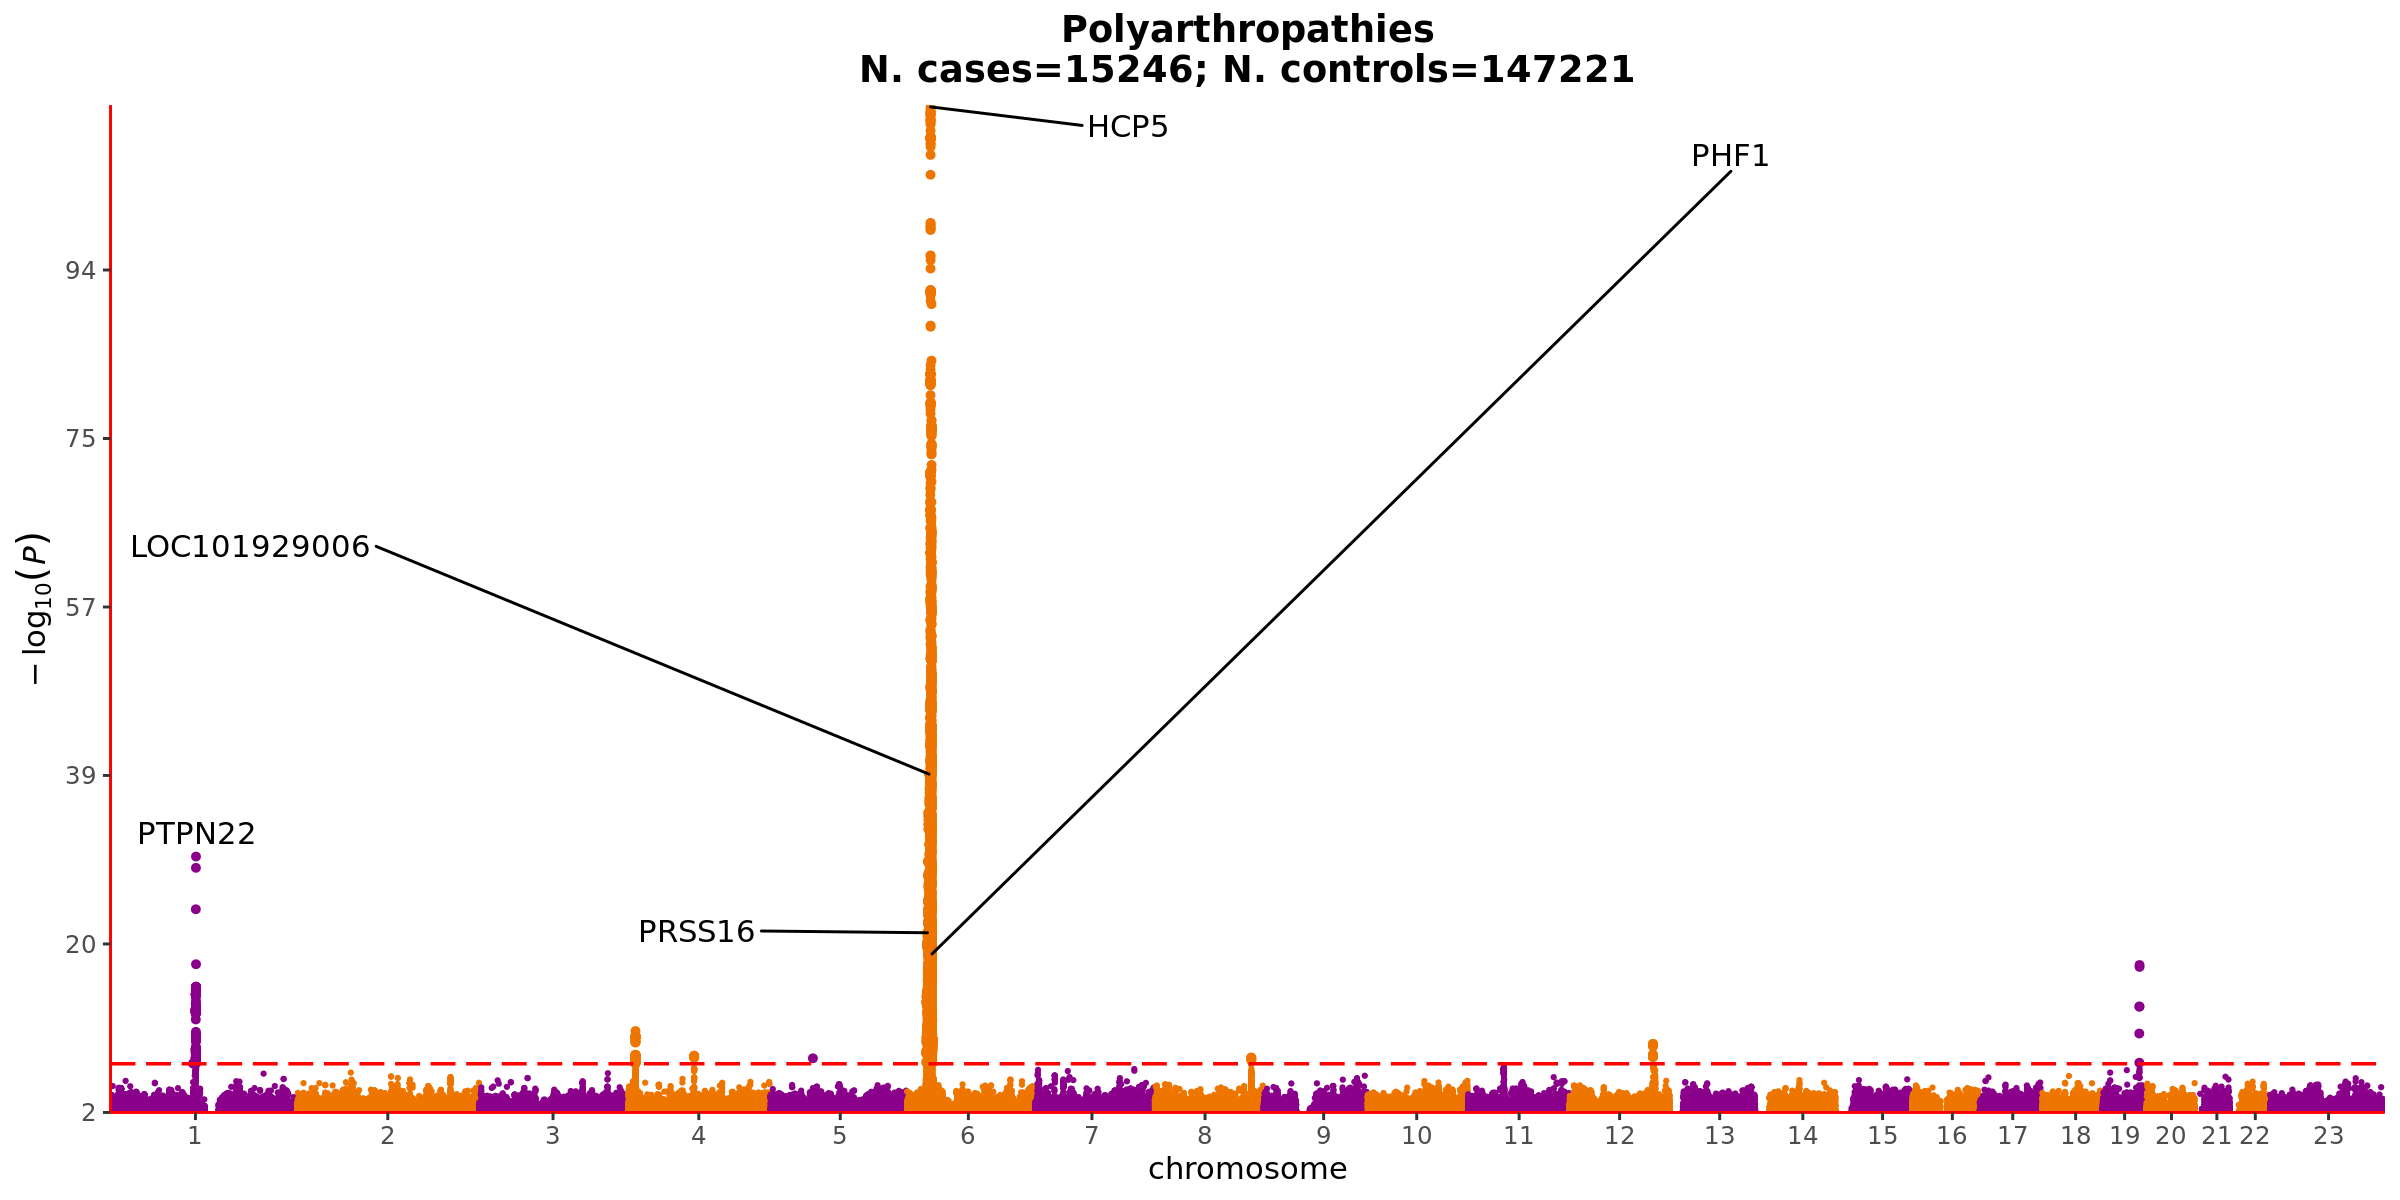 Polyarthropathies
N. cases=15246; N. controls=147221
HCP5
PHF1
LOC101929006
PTPN22
PRSS16
−log10(P)
94
75
57
39
20
2
1 2 3 4 5 6 7 8 9 10 11 12 13 14 15 16 17 18 19 20 21 22 23
chromosome